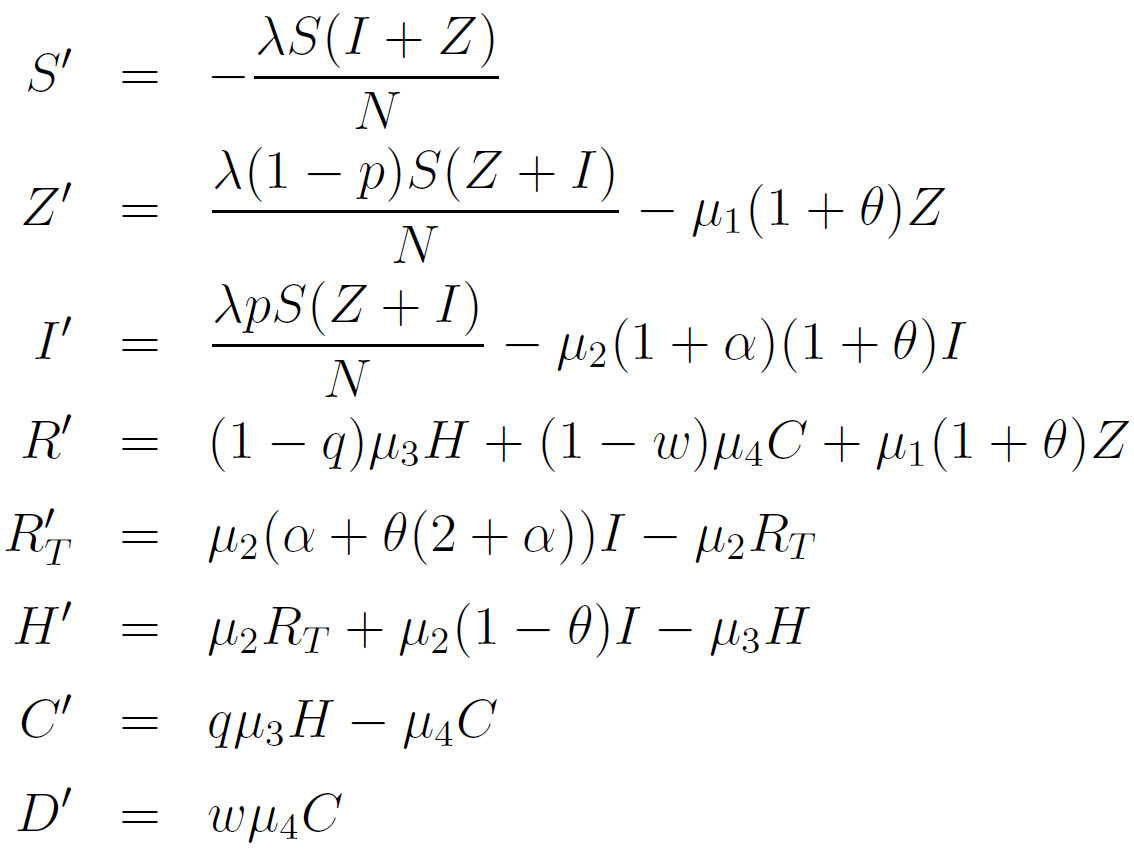 S′ = −λS(I + Z)/N
Z′ = λ(1 − p)S(Z + I)/N − μ₁(1 + θ)Z
I′ = λpS(Z + I)/N − μ₂(1 + α)(1 + θ)I
R′ = (1 − q)μ₃H + (1 − w)μ₄C + μ₁(1 + θ)Z
R′_T = μ₂(α + θ(2 + α))I − μ₂R_T
H′ = μ₂R_T + μ₂(1 − θ)I − μ₃H
C′ = qμ₃H − μ₄C
D′ = wμ₄C